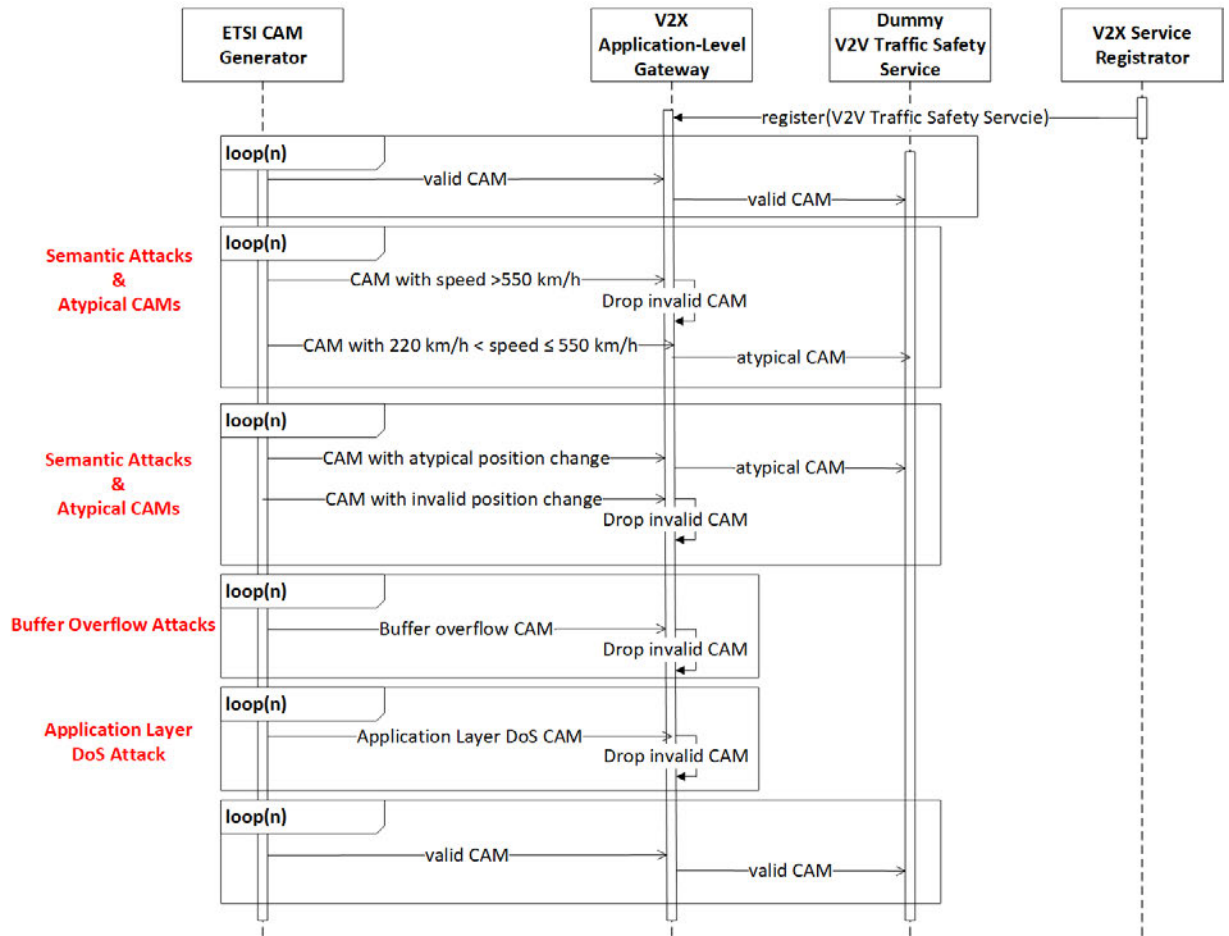 ETSI CAM
Generator
V2X
Application-Level
Gateway
Dummy
V2V Traffic Safety
Service
V2X Service
Registrator
register(V2V Traffic Safety Servcie)
loop(n)
valid CAM
valid CAM
Semantic Attacks
&
Atypical CAMs
loop(n)
CAM with speed >550 km/h
Drop invalid CAM
CAM with 220 km/h < speed ≤ 550 km/h
atypical CAM
Semantic Attacks
&
Atypical CAMs
loop(n)
CAM with atypical position change
atypical CAM
CAM with invalid position change
Drop invalid CAM
Buffer Overflow Attacks
loop(n)
Buffer overflow CAM
Drop invalid CAM
Application Layer
DoS Attack
loop(n)
Application Layer DoS CAM
Drop invalid CAM
loop(n)
valid CAM
valid CAM